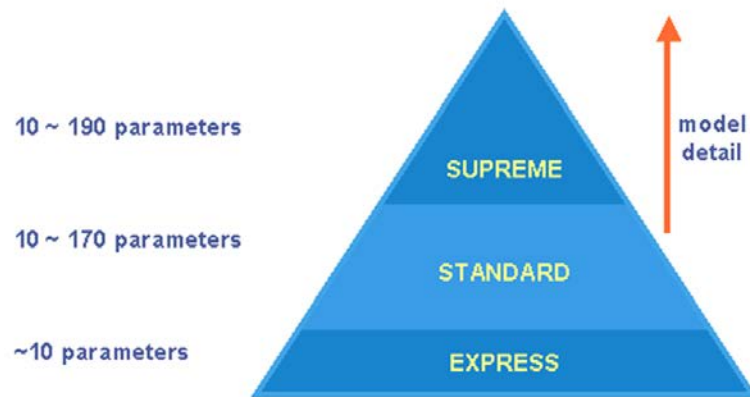 10 ~ 190 parameters
model
detail
SUPREME
10 ~ 170 parameters
STANDARD
~10 parameters
EXPRESS